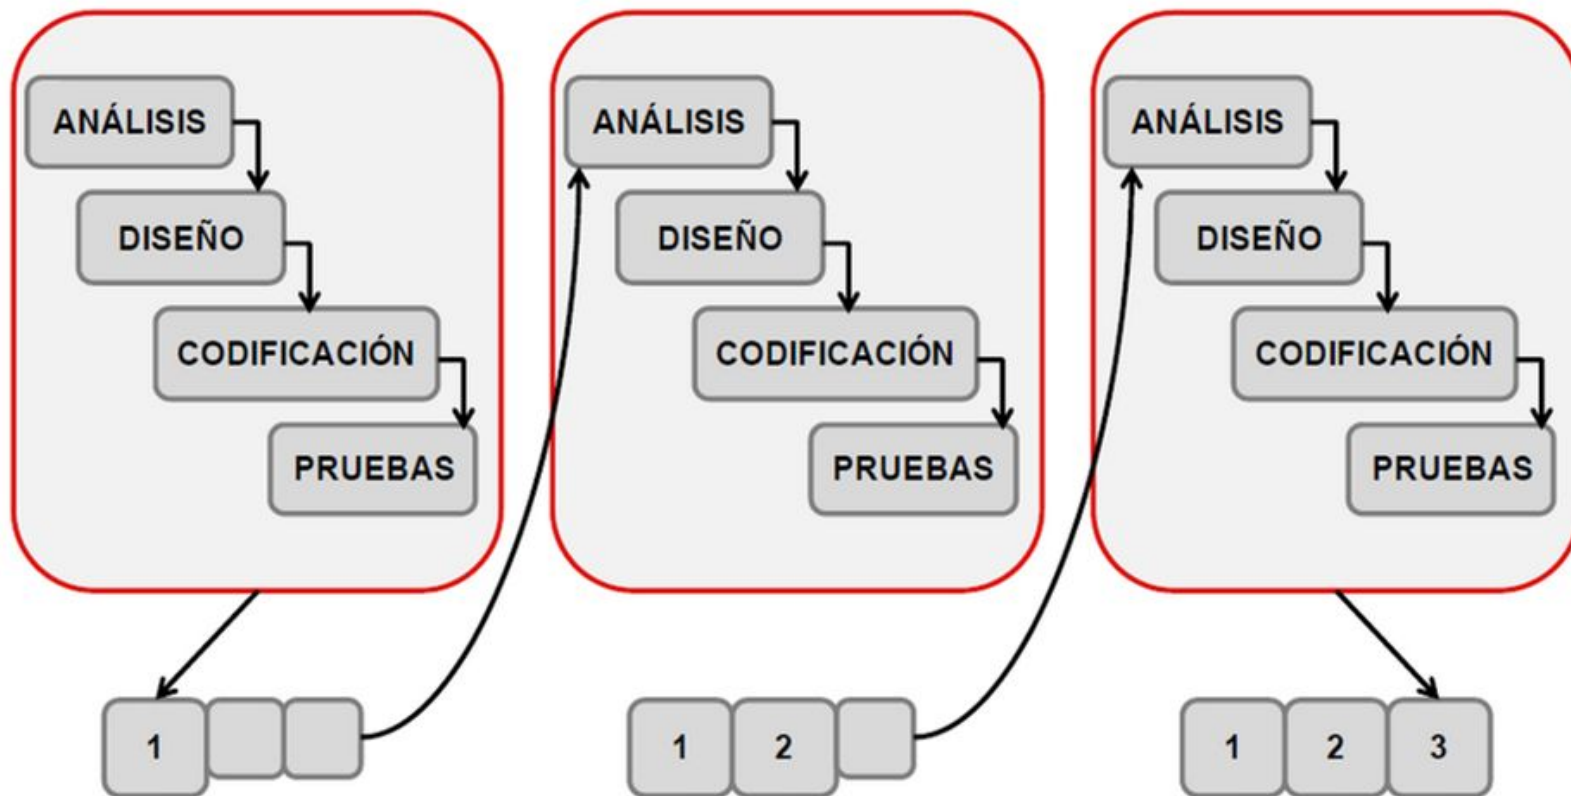 ANÁLISIS
DISEÑO
CODIFICACIÓN
PRUEBAS
ANÁLISIS
DISEÑO
CODIFICACIÓN
PRUEBAS
ANÁLISIS
DISEÑO
CODIFICACIÓN
PRUEBAS
1
1 2
1 2 3